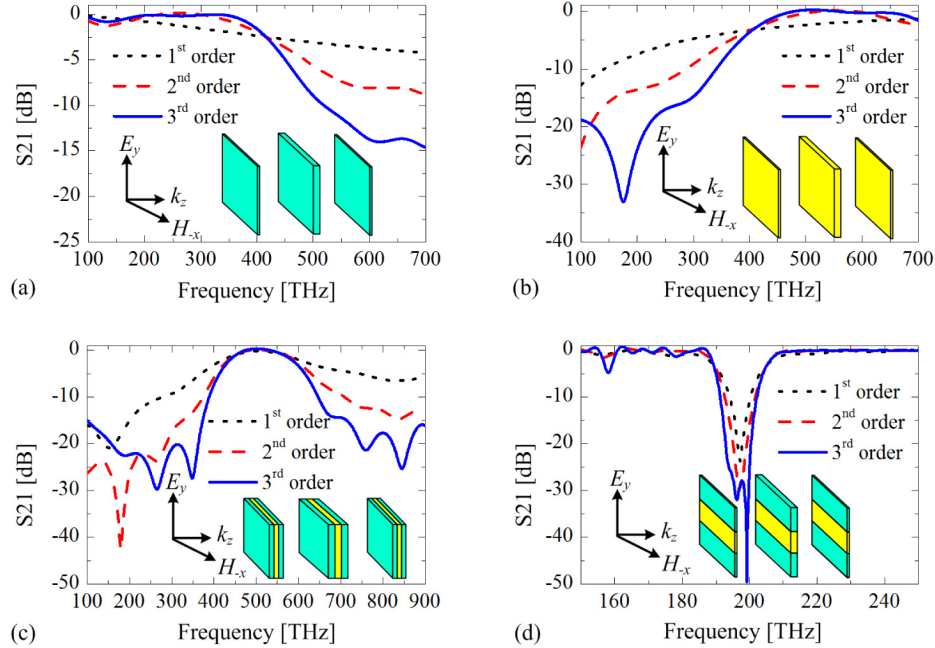 0
-5
-10
-15
-20
-25
S21 [dB]
1st order
2nd order
3rd order
Ey
kz
H-x
100 200 300 400 500 600 700
Frequency [THz]
(a)
0
-10
-20
-30
-40
S21 [dB]
1st order
2nd order
3rd order
Ey
kz
H-x
100 200 300 400 500 600 700
Frequency [THz]
(b)
0
-10
-20
-30
-40
-50
S21 [dB]
1st order
2nd order
3rd order
Ey
kz
H-x
100 200 300 400 500 600 700 800 900
Frequency [THz]
(c)
0
-10
-20
-30
-40
-50
S21 [dB]
1st order
2nd order
3rd order
Ey
kz
H-x
160 180 200 220 240
Frequency [THz]
(d)